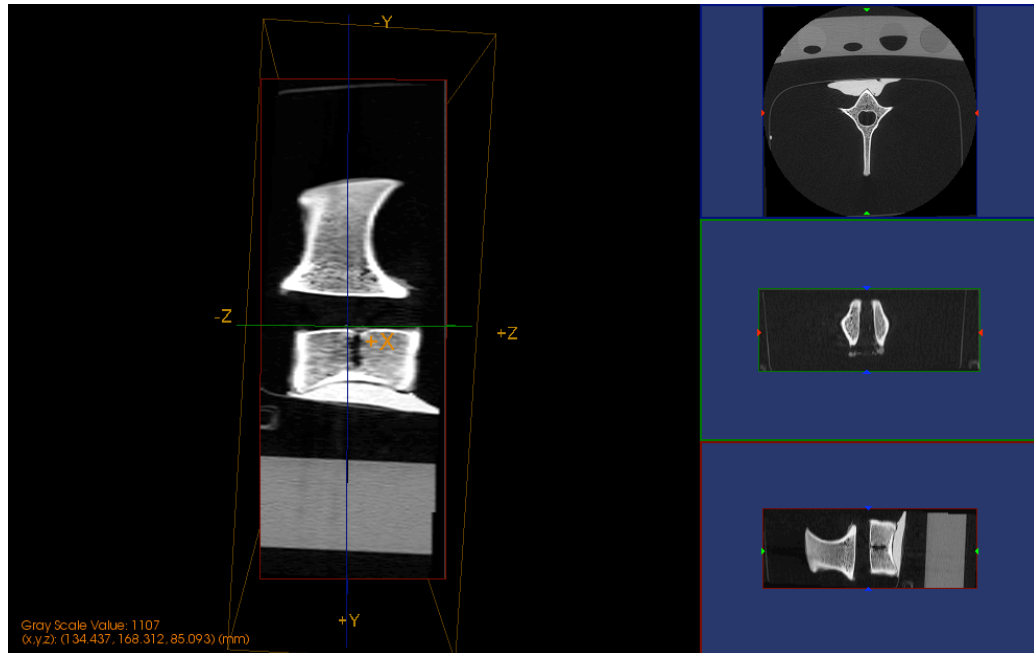 -Y
-Z
+Z
+X
+Y
Gray Scale Value: 1107
(x,y,z): (134.437, 168.312, 85.093) (mm)